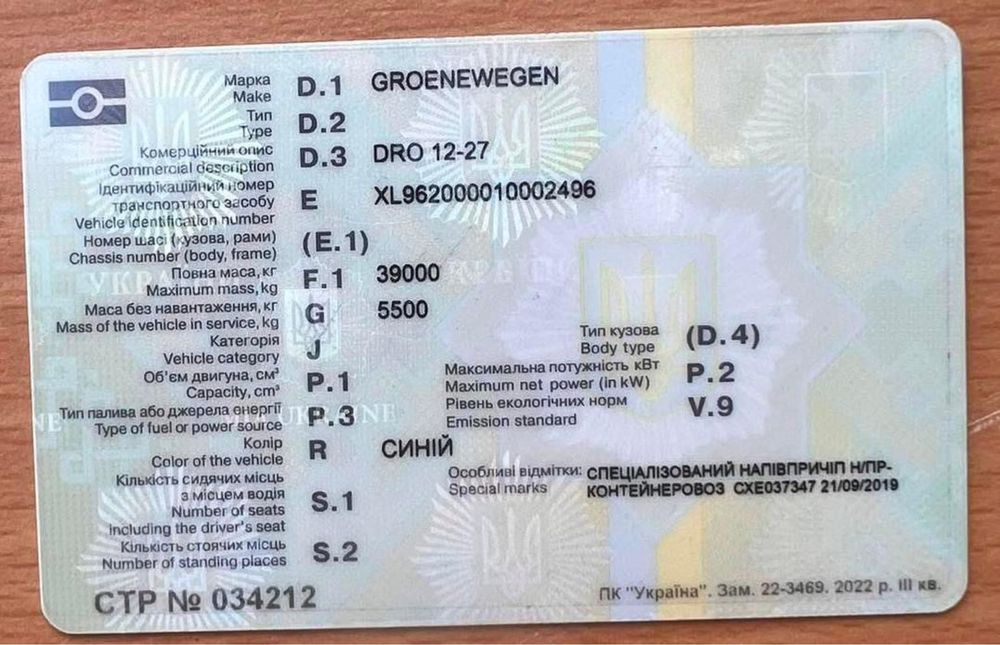 Марка D.1 GROENEWEGEN
Make
Тип D.2
Type
Комерційний опис D.3 DRO 12-27
Commercial description
Ідентифікаційний номер
транспортного засобу E XL962000010002496
Vehicle identification number
Номер шасі (кузова, рами) (E.1)
Chassis number (body, frame)
Повна маса, кг F.1 39000
Maximum mass, kg
Маса без навантаження, кг G 5500
Mass of the vehicle in service, kg
Категорія J
Vehicle category
Об'єм двигуна, см³ P.1
Capacity, cm³
Тип палива або джерела енергії P.3
Type of fuel or power source
Колір R СИНІЙ
Color of the vehicle
Кількість сидячих місць
з місцем водія S.1
Number of seats
including the driver's seat
Кількість стоячих місць S.2
Number of standing places
Тип кузова (D.4)
Body type
Максимальна потужність кВт P.2
Maximum net power (in kW)
Рівень екологічних норм V.9
Emission standard
Особливі відмітки: СПЕЦІАЛІЗОВАНИЙ НАПІВПРИЧІП Н/ПР-
Special marks КОНТЕЙНЕРОВОЗ СХЕ037347 21/09/2019
СТР № 034212
ПК "Україна". Зам. 22-3469. 2022 р. III кв.